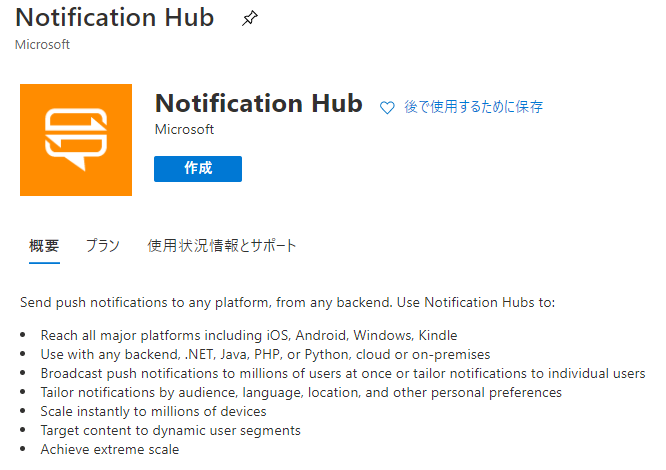 Notification Hub
Microsoft
Notification Hub
後で使用するために保存
Microsoft
作成
概要
プラン
使用状況情報とサポート
Send push notifications to any platform, from any backend. Use Notification Hubs to:
• Reach all major platforms including iOS, Android, Windows, Kindle
• Use with any backend, .NET, Java, PHP, or Python, cloud or on-premises
• Broadcast push notifications to millions of users at once or tailor notifications to individual users
• Tailor notifications by audience, language, location, and other personal preferences
• Scale instantly to millions of devices
• Target content to dynamic user segments
• Achieve extreme scale